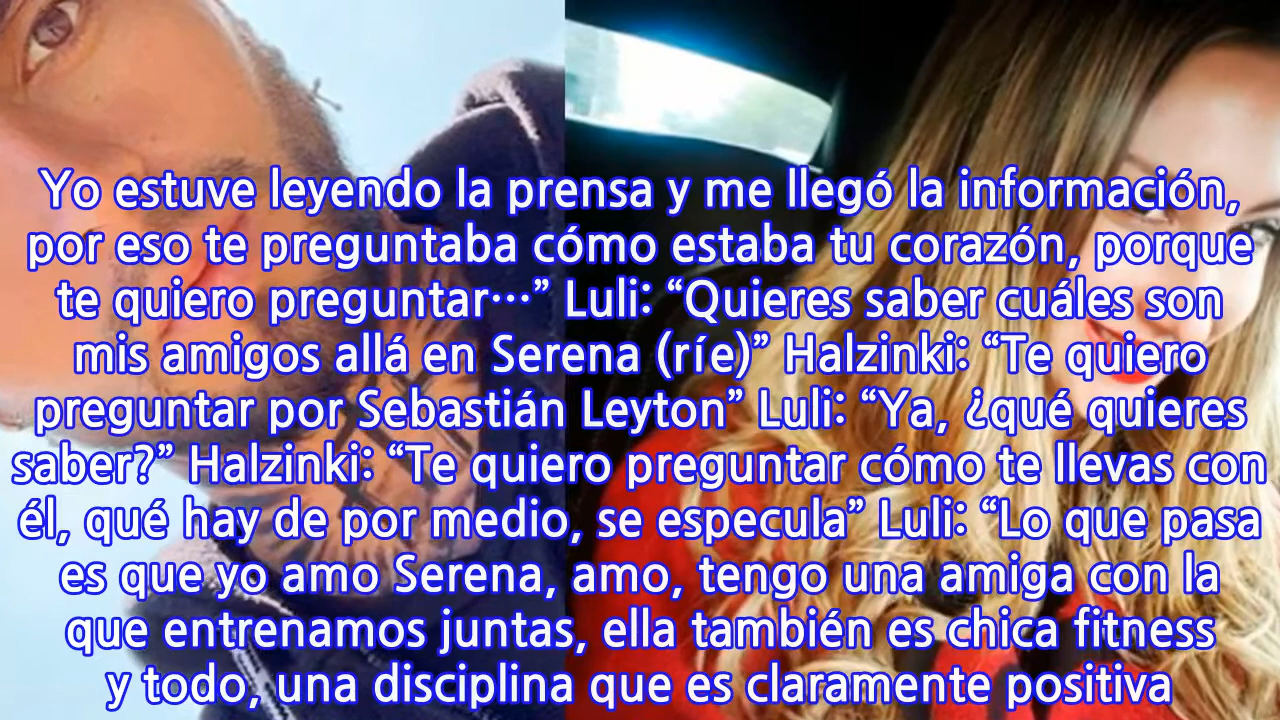 Yo estuve leyendo la prensa y me llegó la información,
por eso te preguntaba cómo estaba tu corazón, porque
te quiero preguntar…” Luli: “Quieres saber cuáles son
mis amigos allá en Serena (ríe)” Halzinki: “Te quiero
preguntar por Sebastián Leyton” Luli: “Ya, ¿qué quieres
saber?” Halzinki: “Te quiero preguntar cómo te llevas con
él, qué hay de por medio, se especula” Luli: “Lo que pasa
es que yo amo Serena, amo, tengo una amiga con la
que entrenamos juntas, ella también es chica fitness
y todo, una disciplina que es claramente positiva